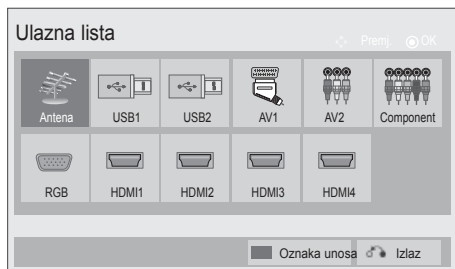 Ulazna lista
Premj. OK
Antena USB1 USB2 AV1 AV2 Component
RGB HDMI1 HDMI2 HDMI3 HDMI4
Oznaka unosa Izlaz